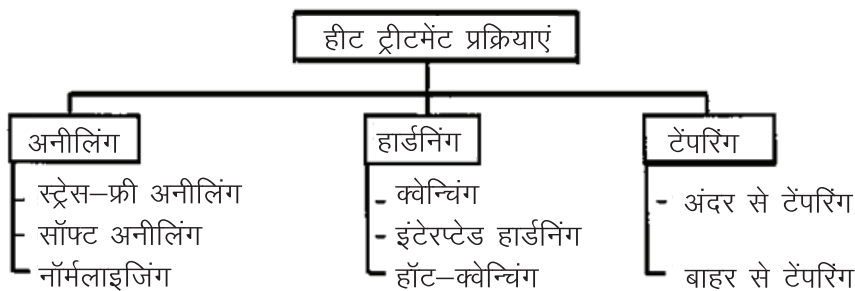 हीट ट्रीटमेंट प्रक्रियाएं
अनीलिंग
स्ट्रेस–फ्री अनीलिंग
सॉफ्ट अनीलिंग
नॉर्मलाइजिंग
हार्डनिंग
क्वेन्चिंग
इंटेरप्टेड हार्डनिंग
हॉट–क्वेन्चिंग
टेंपरिंग
अंदर से टेंपरिंग
बाहर से टेंपरिंग